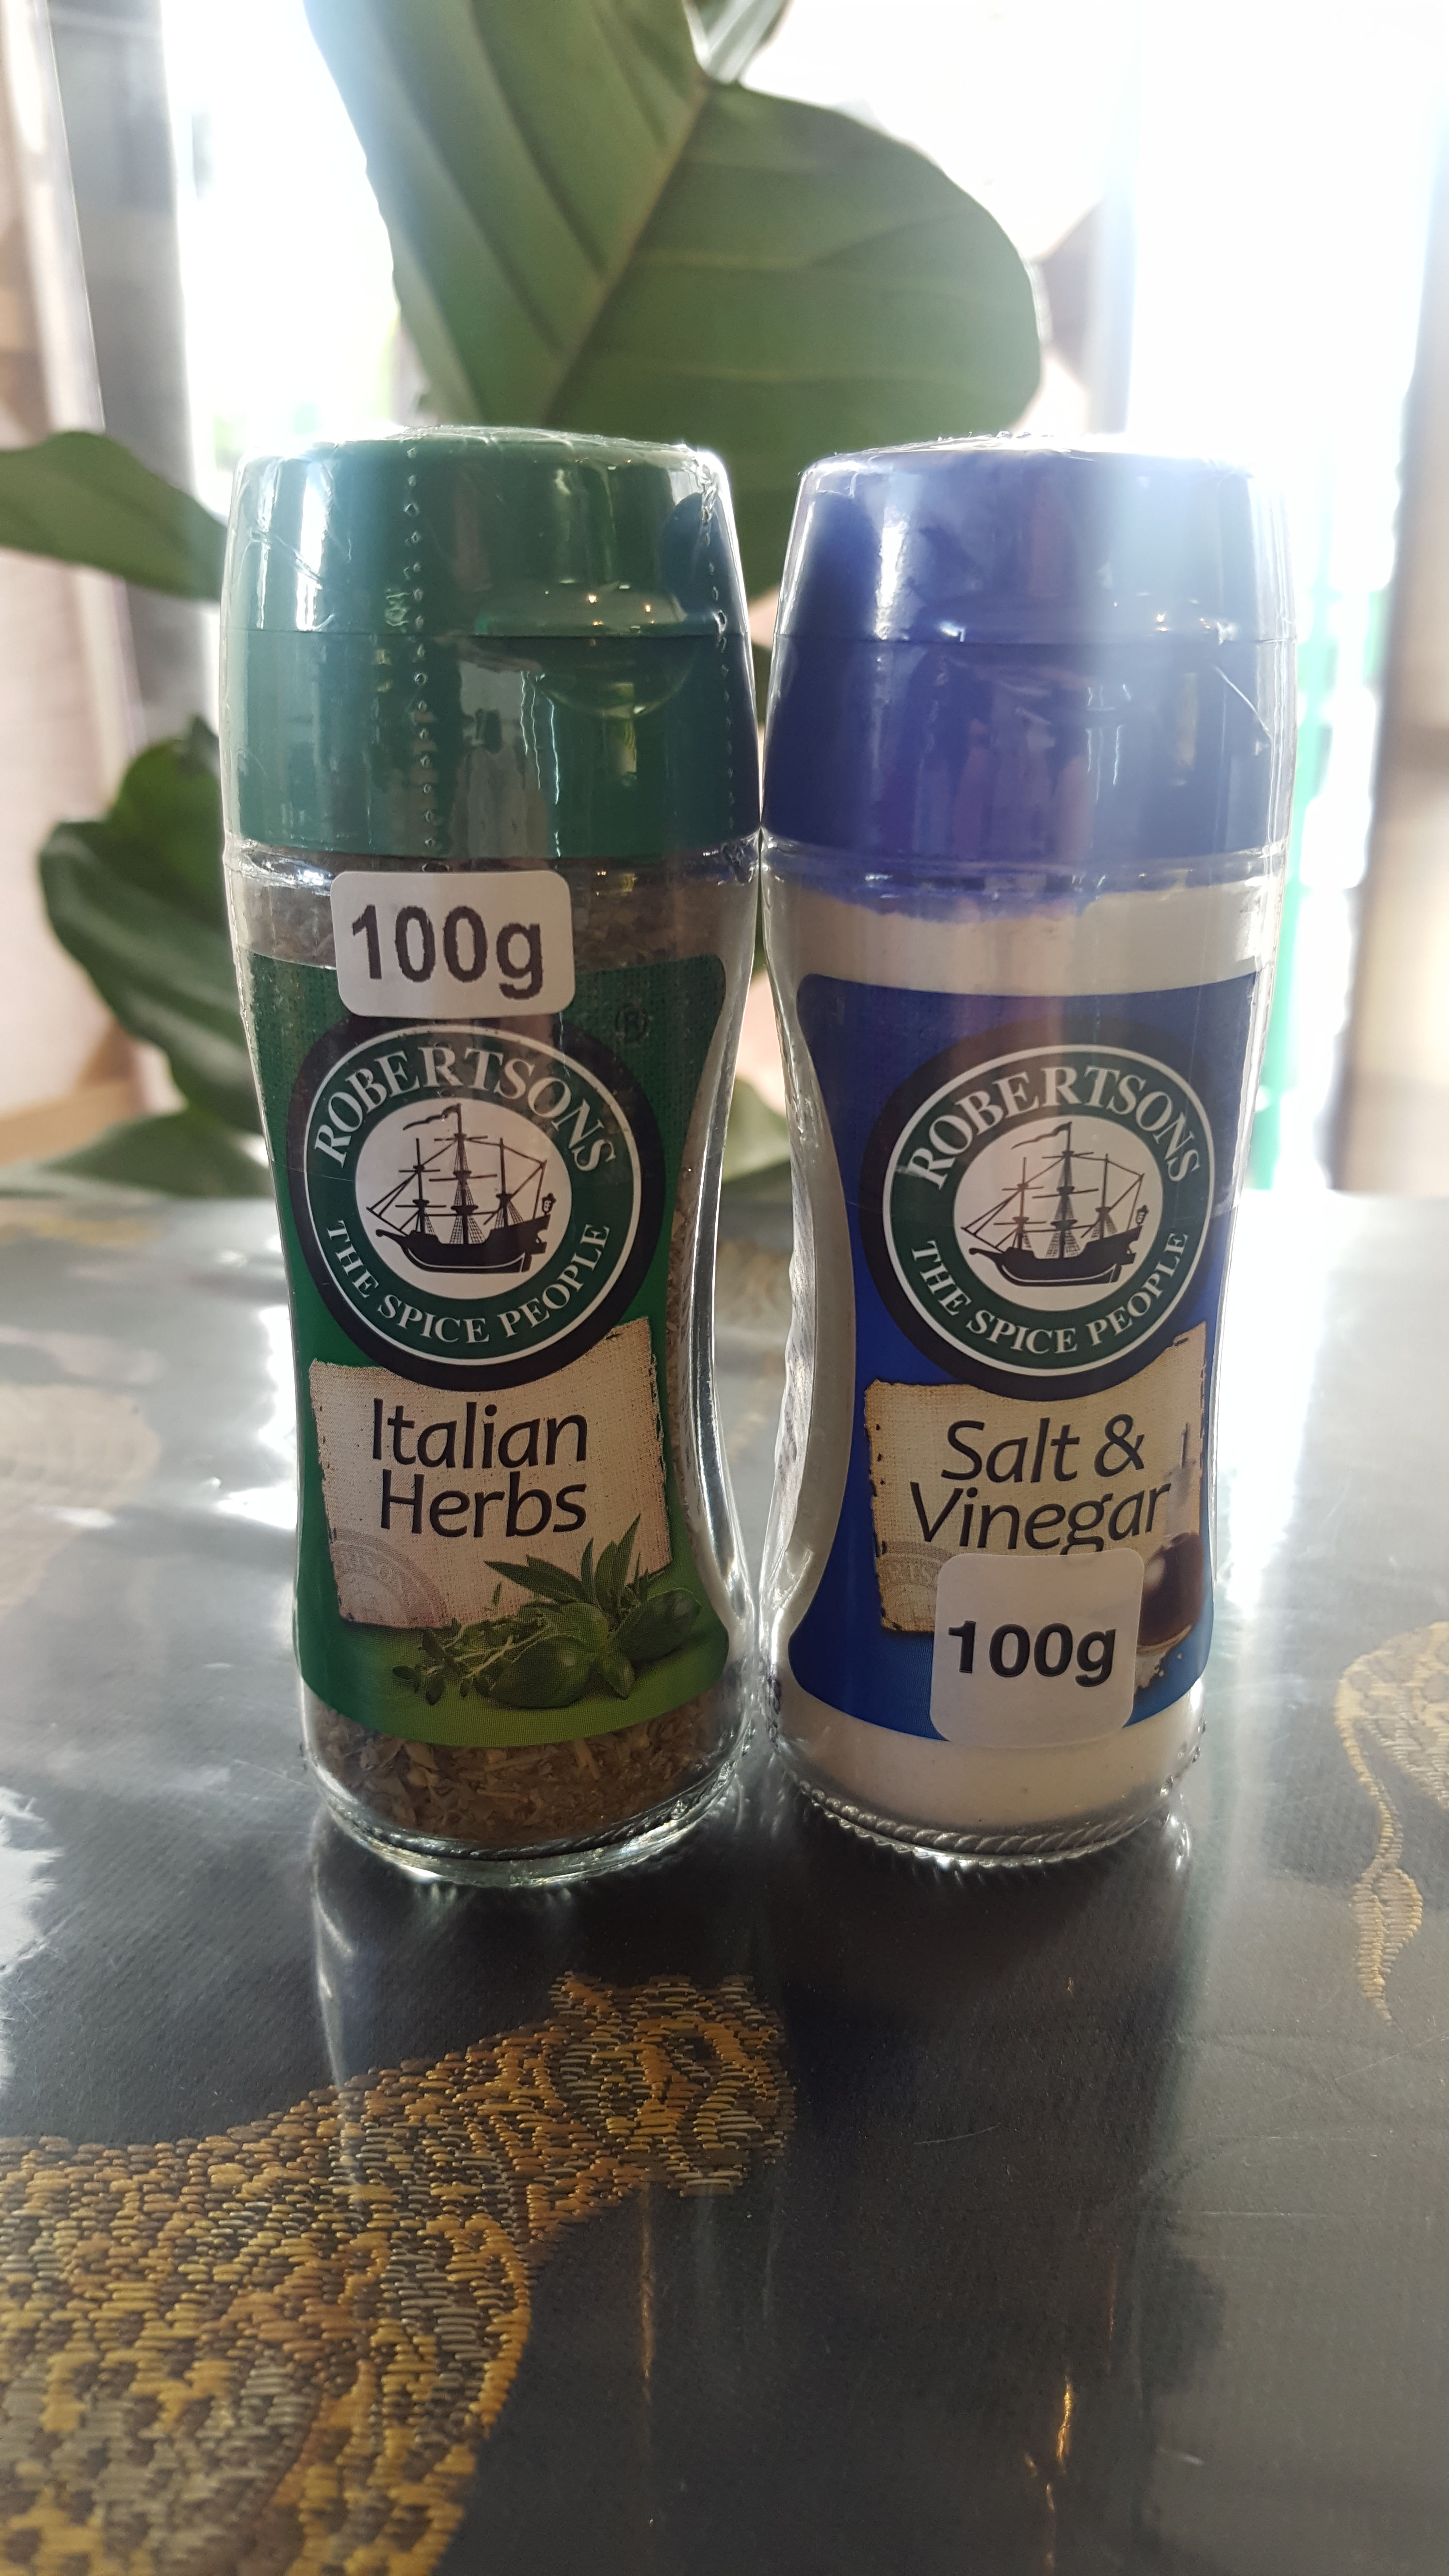 100g
®
ROBERTSONS
THE SPICE PEOPLE
Italian
Herbs
ROBERTSONS
THE SPICE PEOPLE
Salt &
Vinegar
100g